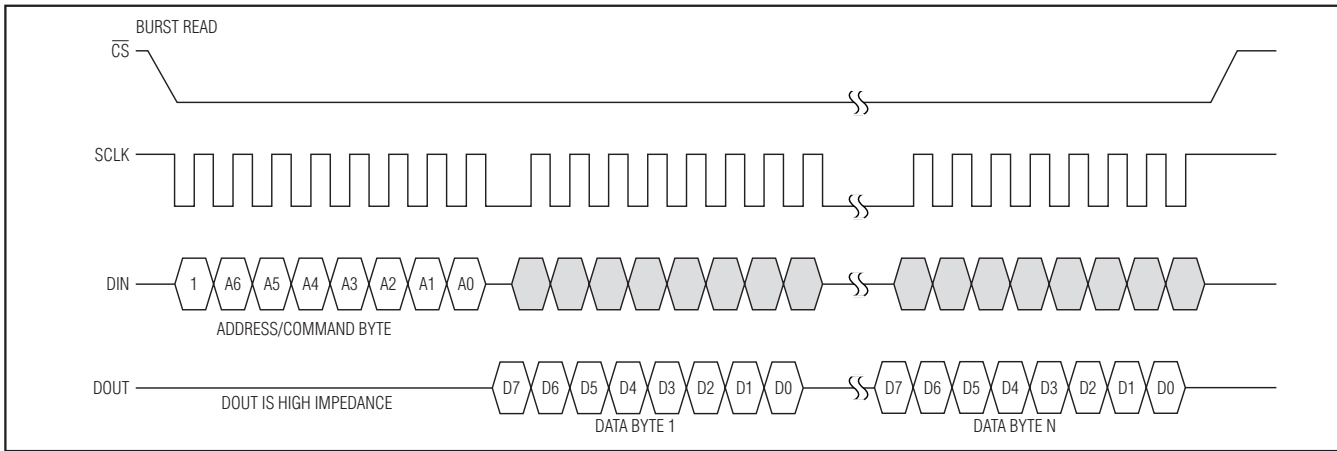 BURST READ
CS
SCLK
DIN 1 A6 A5 A4 A3 A2 A1 A0
ADDRESS/COMMAND BYTE
DOUT D7 D6 D5 D4 D3 D2 D1 D0 D7 D6 D5 D4 D3 D2 D1 D0
DOUT IS HIGH IMPEDANCE
DATA BYTE 1 DATA BYTE N